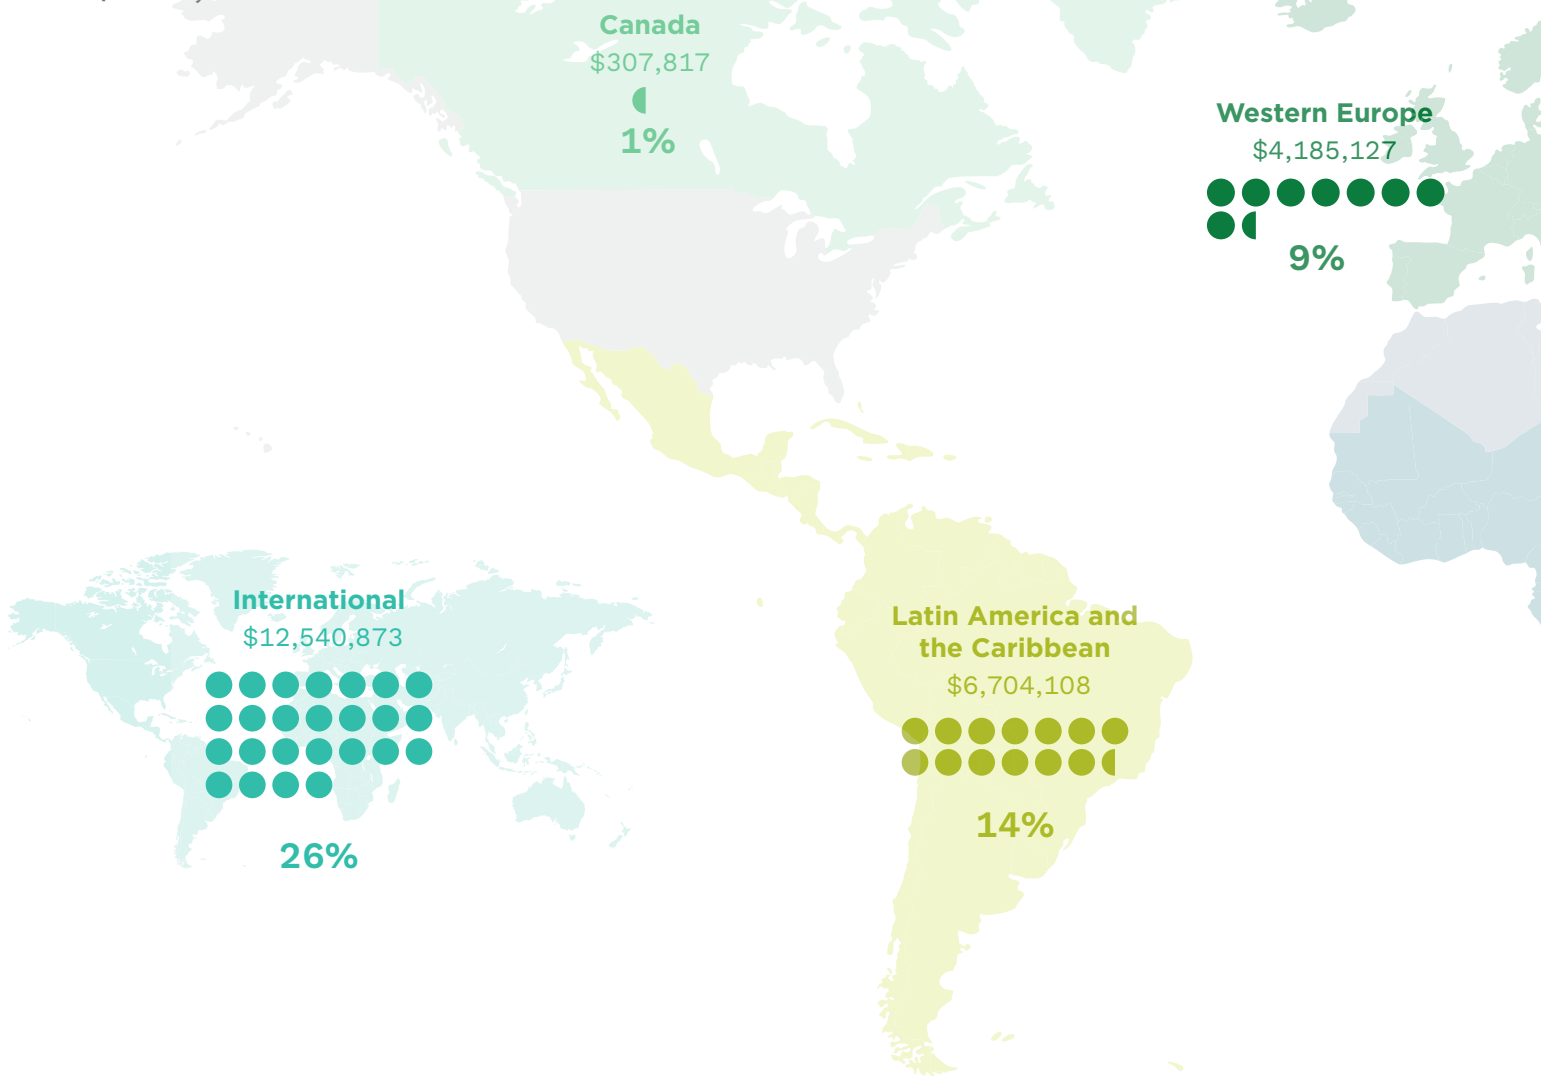 Canada
$307,817
1%
Western Europe
$4,185,127
9%
International
$12,540,873
26%
Latin America and
the Caribbean
$6,704,108
14%